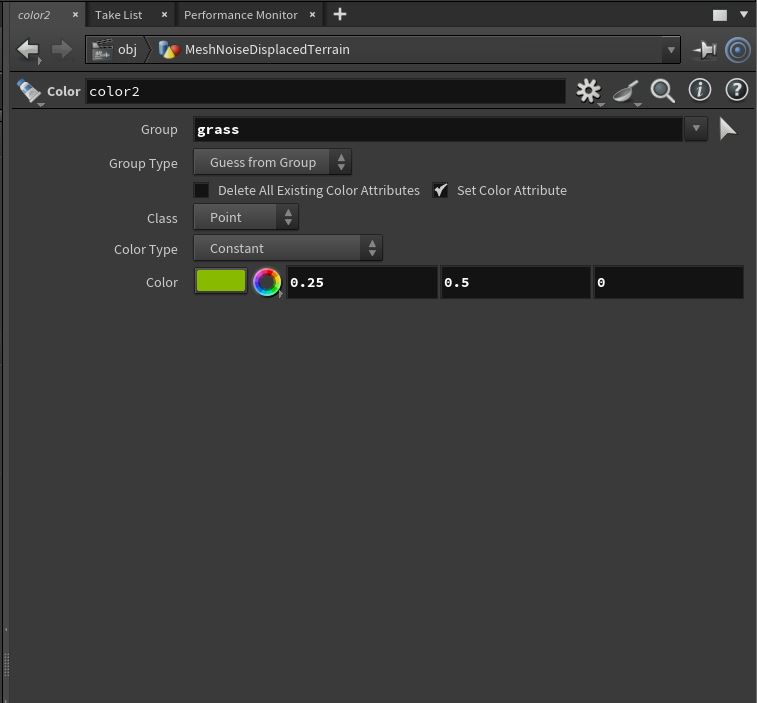 color2 × Take List × Performance Monitor × +
obj MeshNoiseDisplacedTerrain
Color color2
Group grass
Group Type Guess from Group
Delete All Existing Color Attributes Set Color Attribute
Class Point
Color Type Constant
Color 0.25 0.5 0